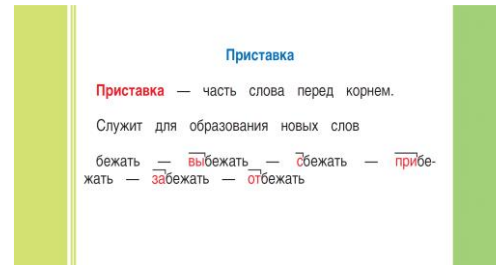 Приставка
Приставка — часть слова перед корнем.
Служит для образования новых слов
бежать — выбежать — сбежать — прибе-
жать — забежать — отбежать